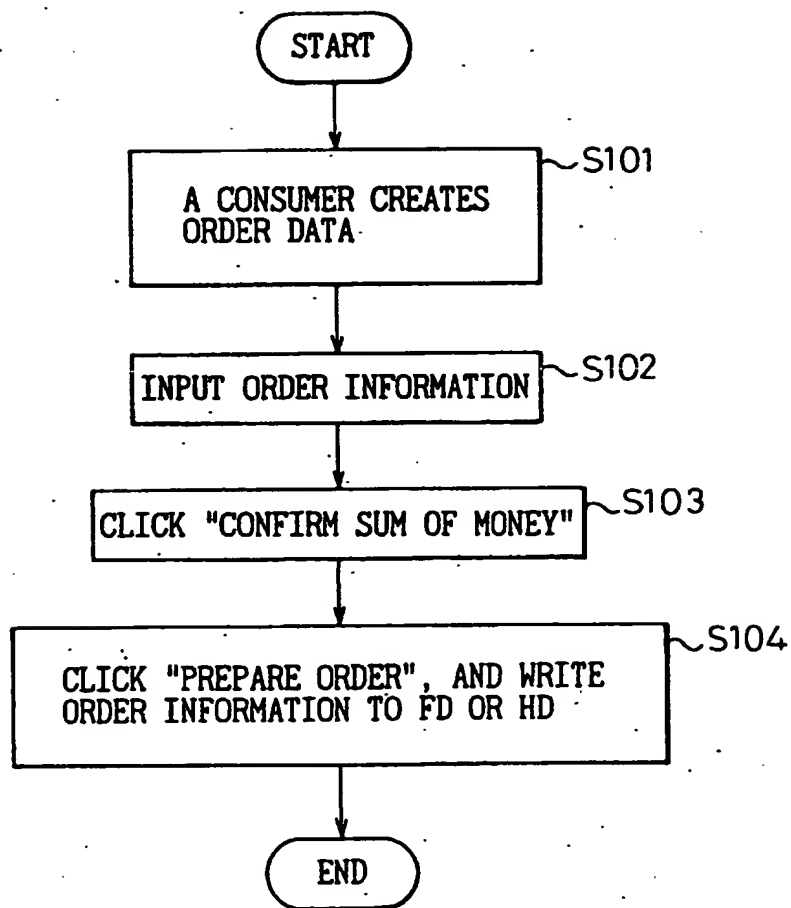 START
S101
A CONSUMER CREATES
ORDER DATA
S102
INPUT ORDER INFORMATION
S103
CLICK "CONFIRM SUM OF MONEY"
S104
CLICK "PREPARE ORDER", AND WRITE
ORDER INFORMATION TO FD OR HD
END